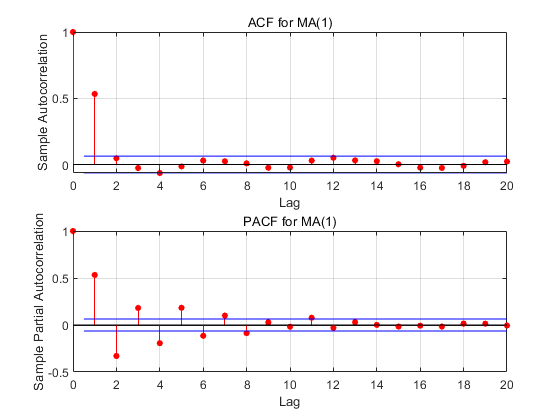 ACF for MA(1)
Sample Autocorrelation
1
0.5
0
0 2 4 6 8 10 12 14 16 18 20
Lag
PACF for MA(1)
Sample Partial Autocorrelation
1
0.5
0
-0.5
0 2 4 6 8 10 12 14 16 18 20
Lag